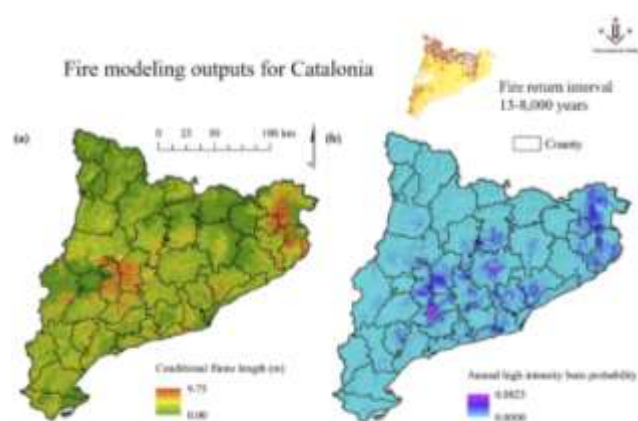 Fire modeling outputs for Catalonia
Fire return interval
15-8,000 years
(a)
0
25
50
100 km
(b)
County
Conditional flame length (m)
9.75
0.00
Annual high intensity burn probability
0.0025
0.0000